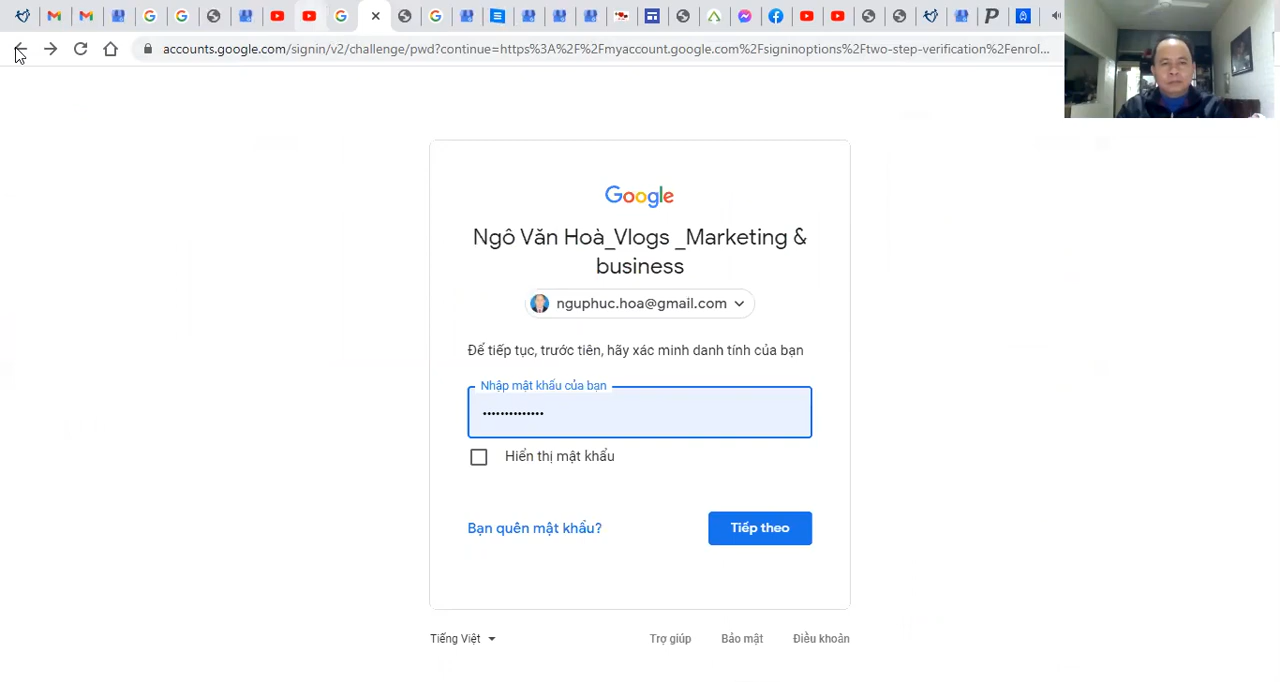 accounts.google.com/signin/v2/challenge/pwd?continue=https%3A%2F%2Fmyaccount.google.com%2Fsigninoptions%2Ftwo-step-verification%2Fenrol...
Google
Ngô Văn Hoà_Vlogs _Marketing &
business
nguphuc.hoa@gmail.com
Để tiếp tục, trước tiên, hãy xác minh danh tính của bạn
Nhập mật khẩu của bạn
••••••••••••••
Hiển thị mật khẩu
Bạn quên mật khẩu? Tiếp theo
Tiếng Việt Trợ giúp Bảo mật Điều khoản